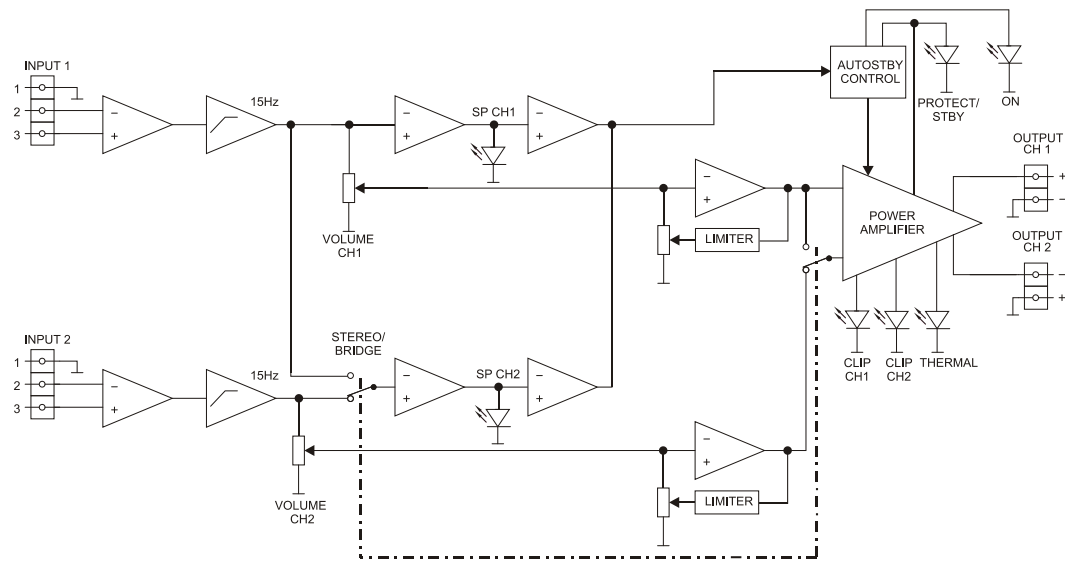 INPUT 1
1
2
3
−
+
15Hz
−
+
SP CH1
−
+
VOLUME
CH1
AUTOSTBY
CONTROL
PROTECT/
STBY
ON
−
+
LIMITER
POWER
AMPLIFIER
OUTPUT
CH 1
+
−
OUTPUT
CH 2
−
+
CLIP
CH1
CLIP
CH2
THERMAL
INPUT 2
1
2
3
−
+
15Hz
STEREO/
BRIDGE
−
+
SP CH2
−
+
VOLUME
CH2
−
+
LIMITER